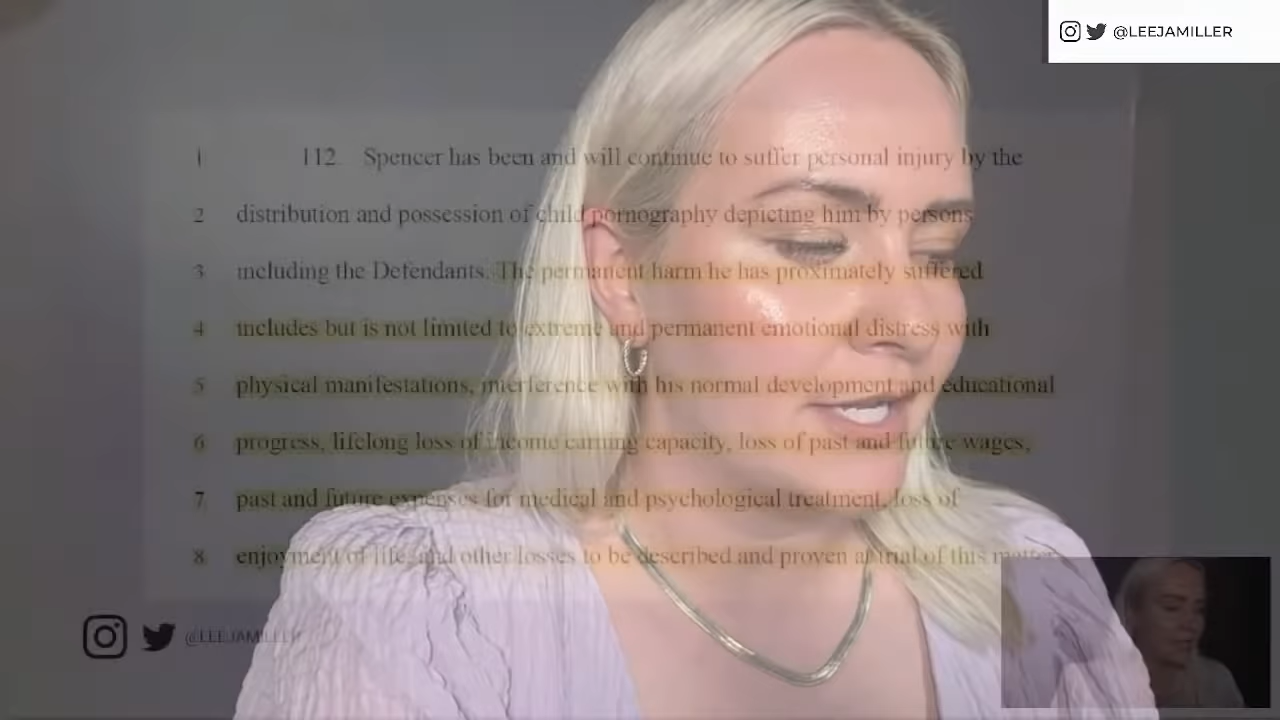 @LEEJAMILLER
1 112. Spencer has been and will continue to suffer personal injury by the
2 distribution and possession of child pornography depicting him by persons
3 including the Defendants. The permanent harm he has proximately suffered
4 includes but is not limited to extreme and permanent emotional distress with
5 physical manifestations, interference with his normal development and educational
6 progress, lifelong loss of income earning capacity, loss of past and future wages,
7 past and future expenses for medical and psychological treatment, loss of
8 enjoyment of life, and other losses to be described and proven at trial of this matter.
@LEEJAMILLER